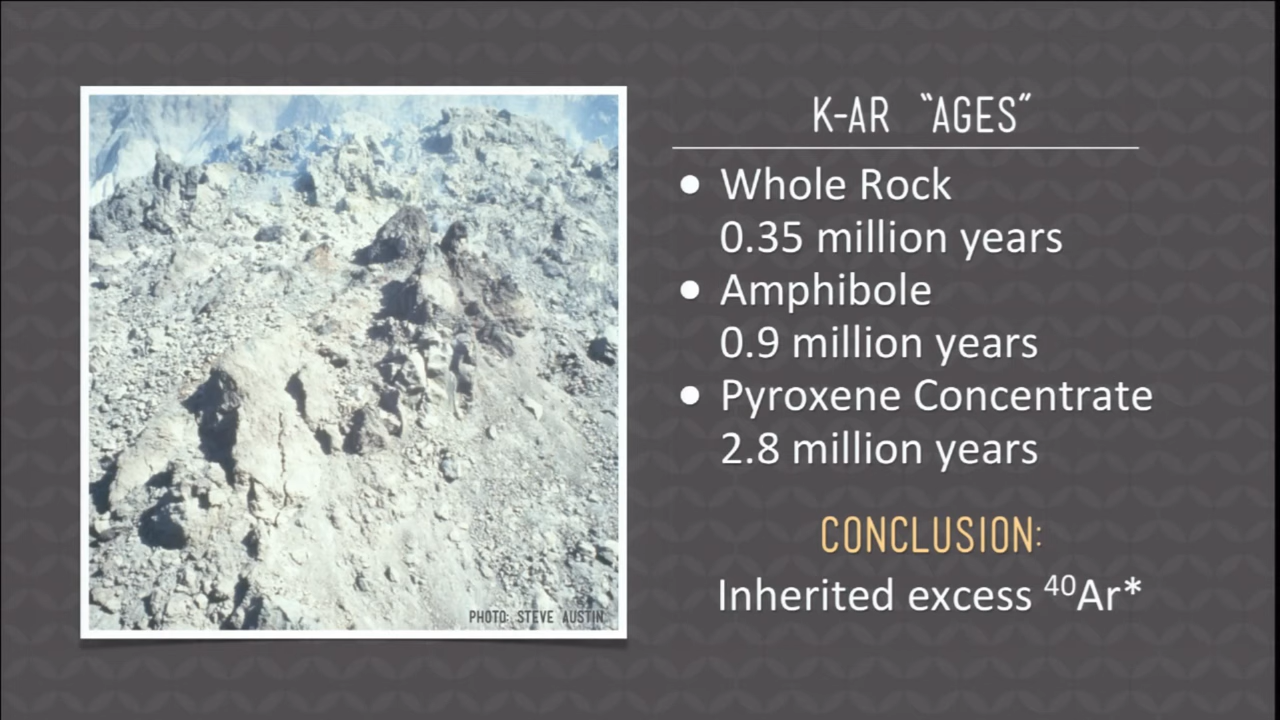 K-AR “AGES”
• Whole Rock
0.35 million years
• Amphibole
0.9 million years
• Pyroxene Concentrate
2.8 million years
CONCLUSION:
Inherited excess ⁴⁰Ar*
PHOTO: STEVE AUSTIN